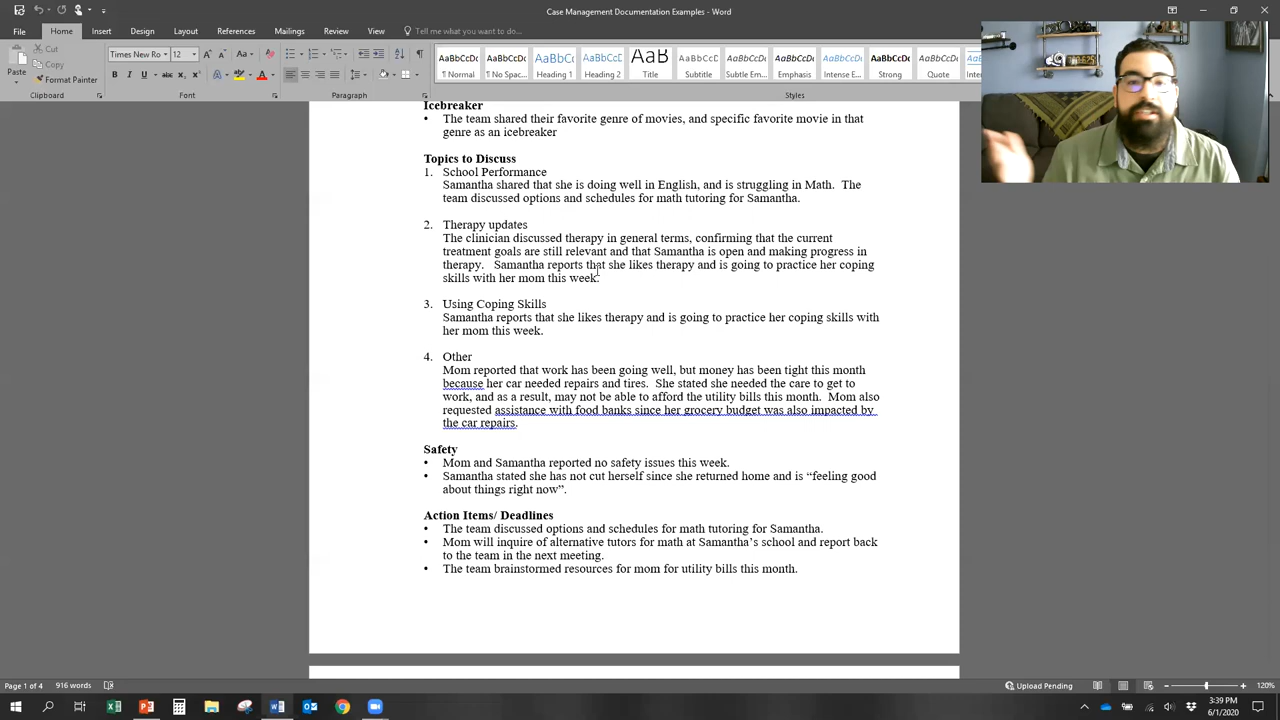 Case Management Documentation Examples - Word
File Home Insert Design Layout References Mailings Review View Tell me what you want to do
Cut
Copy
Format Painter
Paste
Times New Ro 12
AaBbCcDc AaBbCcDc AaBbCc AaBbCcD AaB AaBbCcD AaBbCcDc AaBbCcDc AaBbCcDc AaBbCcDc AaBbCcDc
¶ Normal ¶ No Spac... Heading 1 Heading 2 Title Subtitle Subtle Em... Emphasis Intense E... Strong Quote
Clipboard Font Paragraph Styles
Icebreaker
• The team shared their favorite genre of movies, and specific favorite movie in that
genre as an icebreaker
Topics to Discuss
1. School Performance
Samantha shared that she is doing well in English, and is struggling in Math. The
team discussed options and schedules for math tutoring for Samantha.
2. Therapy updates
The clinician discussed therapy in general terms, confirming that the current
treatment goals are still relevant and that Samantha is open and making progress in
therapy. Samantha reports that she likes therapy and is going to practice her coping
skills with her mom this week.
3. Using Coping Skills
Samantha reports that she likes therapy and is going to practice her coping skills with
her mom this week.
4. Other
Mom reported that work has been going well, but money has been tight this month
because her car needed repairs and tires. She stated she needed the care to get to
work, and as a result, may not be able to afford the utility bills this month. Mom also
requested assistance with food banks since her grocery budget was also impacted by
the car repairs.
Safety
• Mom and Samantha reported no safety issues this week.
• Samantha stated she has not cut herself since she returned home and is “feeling good
about things right now”.
Action Items/ Deadlines
• The team discussed options and schedules for math tutoring for Samantha.
• Mom will inquire of alternative tutors for math at Samantha’s school and report back
to the team in the next meeting.
• The team brainstormed resources for mom for utility bills this month.
Page 1 of 4 916 words Upload Pending 120%
3:39 PM
6/1/2020